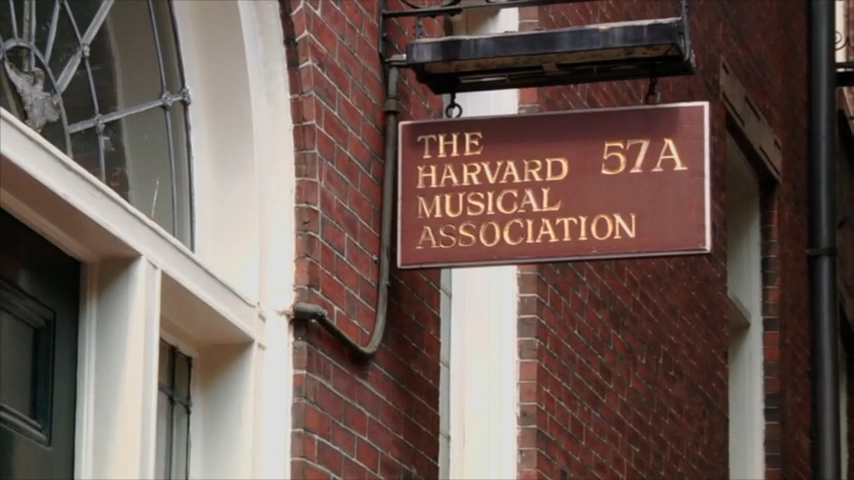 THE
HARVARD
MUSICAL
ASSOCIATION
57A